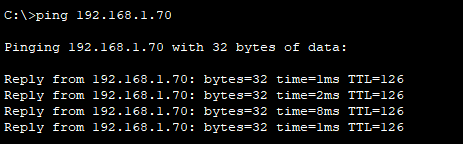 C:\>ping 192.168.1.70
Pinging 192.168.1.70 with 32 bytes of data:
Reply from 192.168.1.70: bytes=32 time=1ms TTL=126
Reply from 192.168.1.70: bytes=32 time=2ms TTL=126
Reply from 192.168.1.70: bytes=32 time=8ms TTL=126
Reply from 192.168.1.70: bytes=32 time=1ms TTL=126